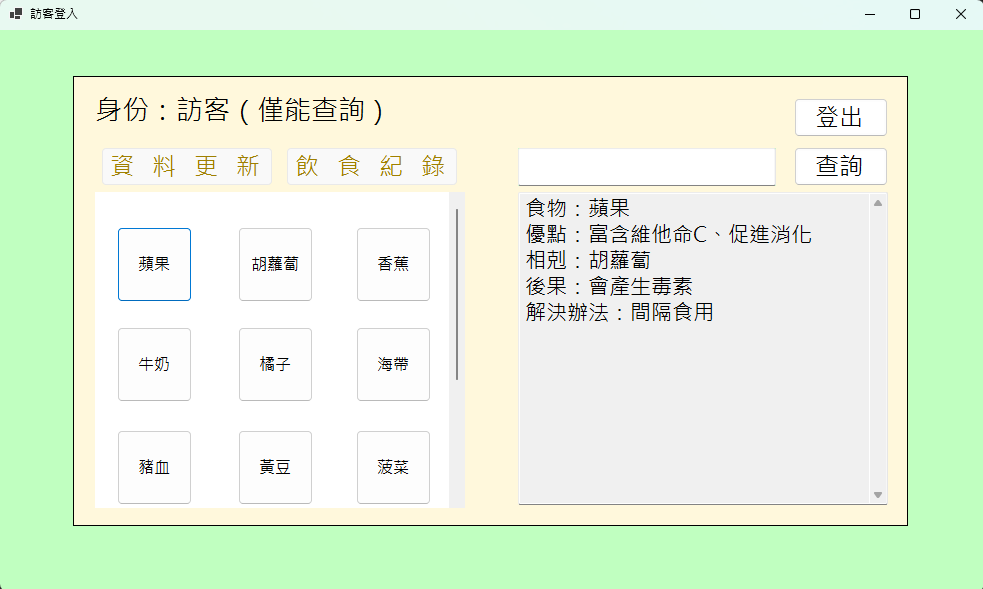 訪客登入
身份：訪客（僅能查詢）
登出
資料更新
飲食紀錄
查詢
蘋果
胡蘿蔔
香蕉
牛奶
橘子
海帶
豬血
黃豆
菠菜
食物：蘋果
優點：富含維他命C、促進消化
相剋：胡蘿蔔
後果：會產生毒素
解決辦法：間隔食用